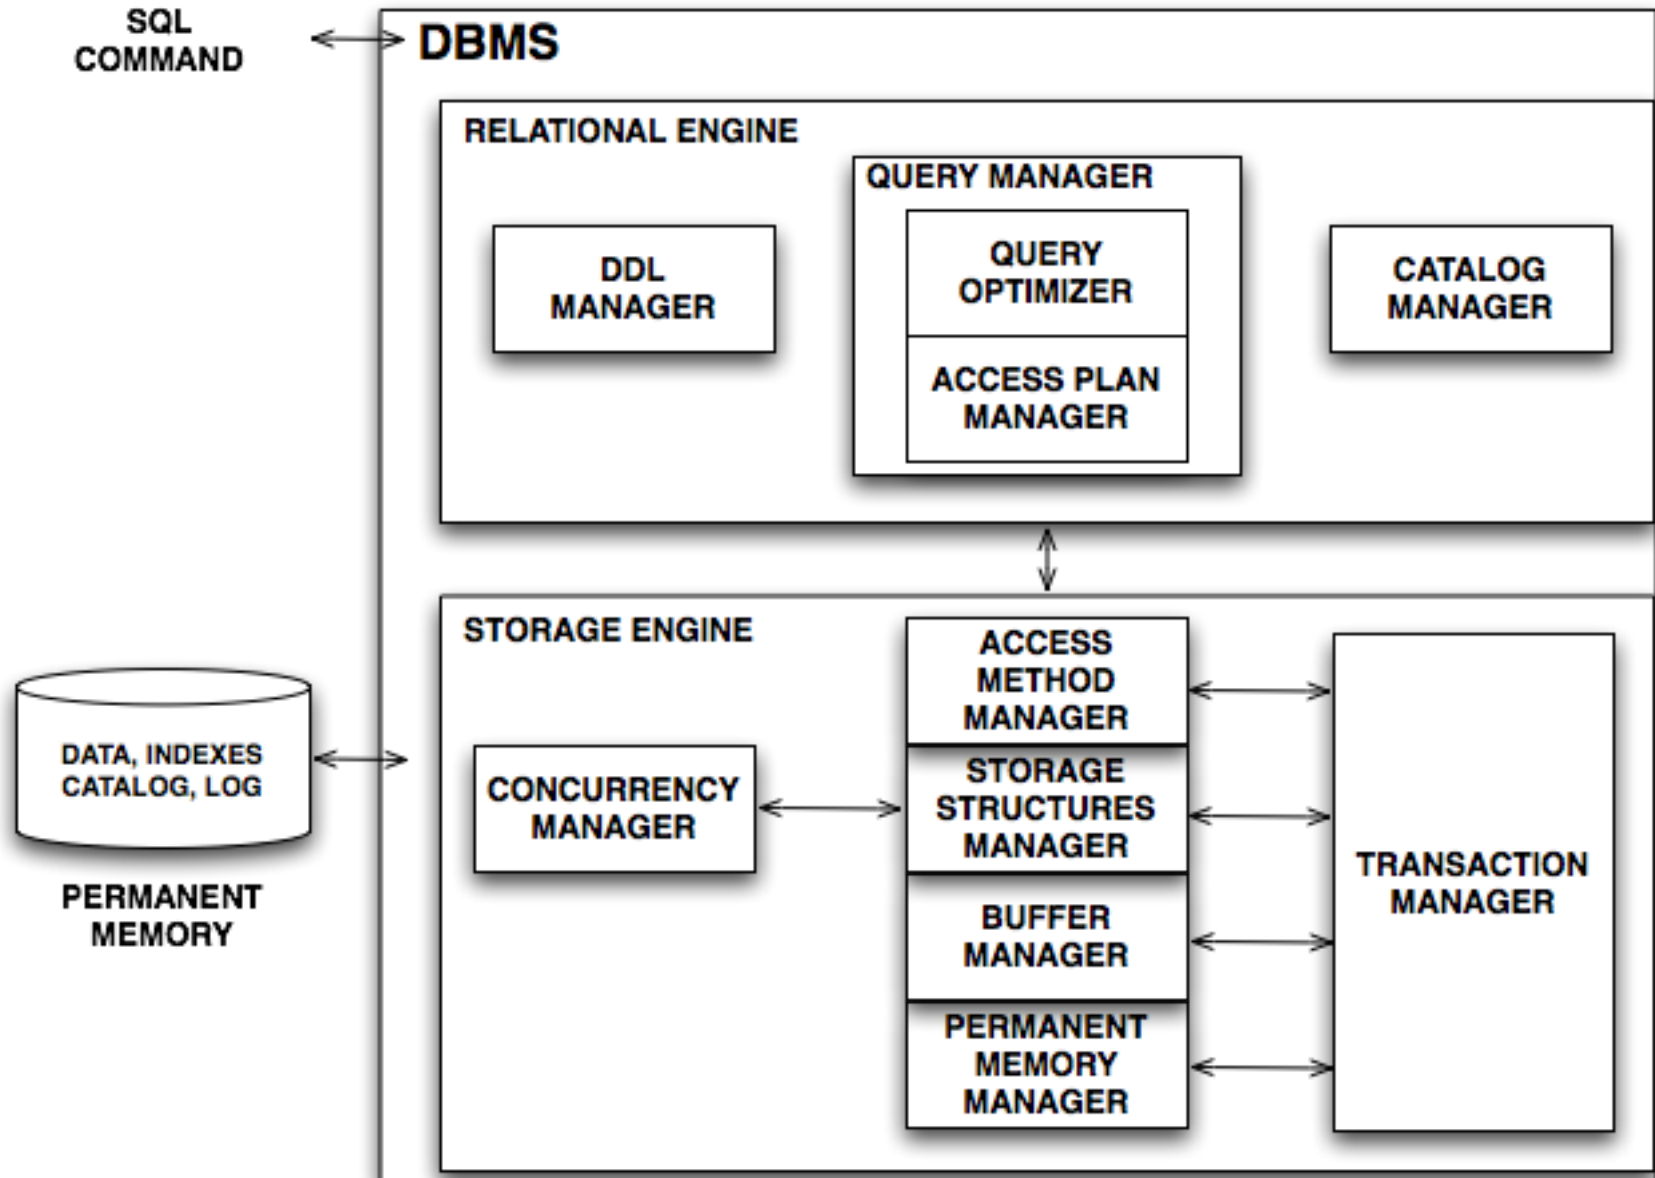 SQL
COMMAND
DBMS
RELATIONAL ENGINE
QUERY MANAGER
DDL
MANAGER
QUERY
OPTIMIZER
ACCESS PLAN
MANAGER
CATALOG
MANAGER
STORAGE ENGINE
DATA, INDEXES
CATALOG, LOG
PERMANENT
MEMORY
CONCURRENCY
MANAGER
ACCESS
METHOD
MANAGER
STORAGE
STRUCTURES
MANAGER
BUFFER
MANAGER
PERMANENT
MEMORY
MANAGER
TRANSACTION
MANAGER